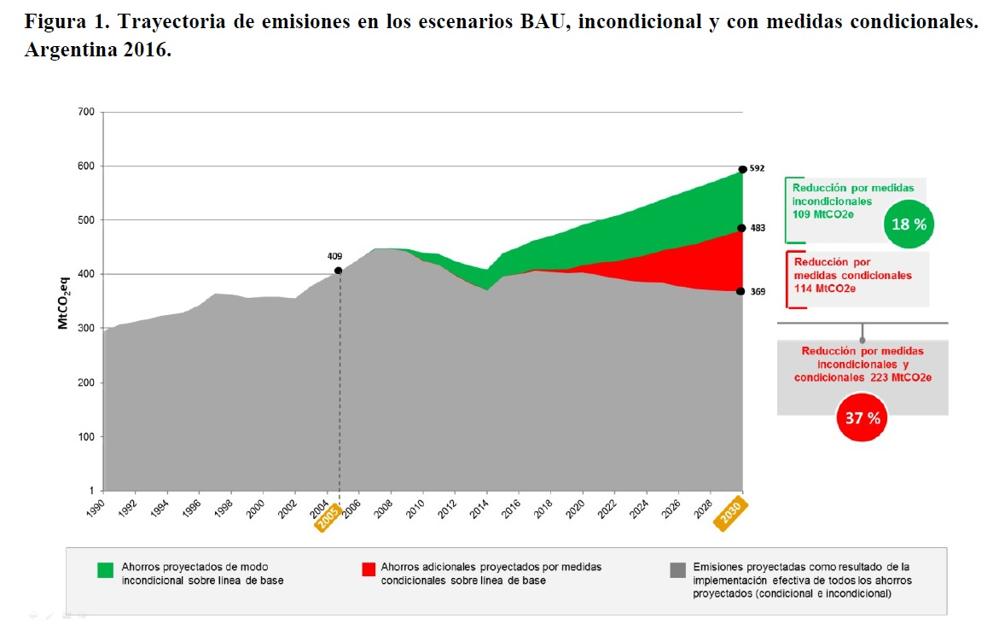 Figura 1. Trayectoria de emisiones en los escenarios BAU, incondicional y con medidas condicionales.
Argentina 2016.
700
600
500
400
300
200
100
1
MtCO2eq
409
592
483
369
1990
1992
1994
1996
1998
2000
2002
2004
2005
2006
2008
2010
2012
2014
2016
2018
2020
2022
2024
2026
2028
2030
Reducción por medidas
incondicionales
109 MtCO2e
18 %
Reducción por
medidas condicionales
114 MtCO2e
Reducción por medidas
incondicionales y
condicionales 223 MtCO2e
37 %
Ahorros proyectados de modo
incondicional sobre línea de base
Ahorros adicionales proyectados por medidas
condicionales sobre línea de base
Emisiones proyectadas como resultado de la
implementación efectiva de todos los ahorros
proyectados (condicional e incondicional)